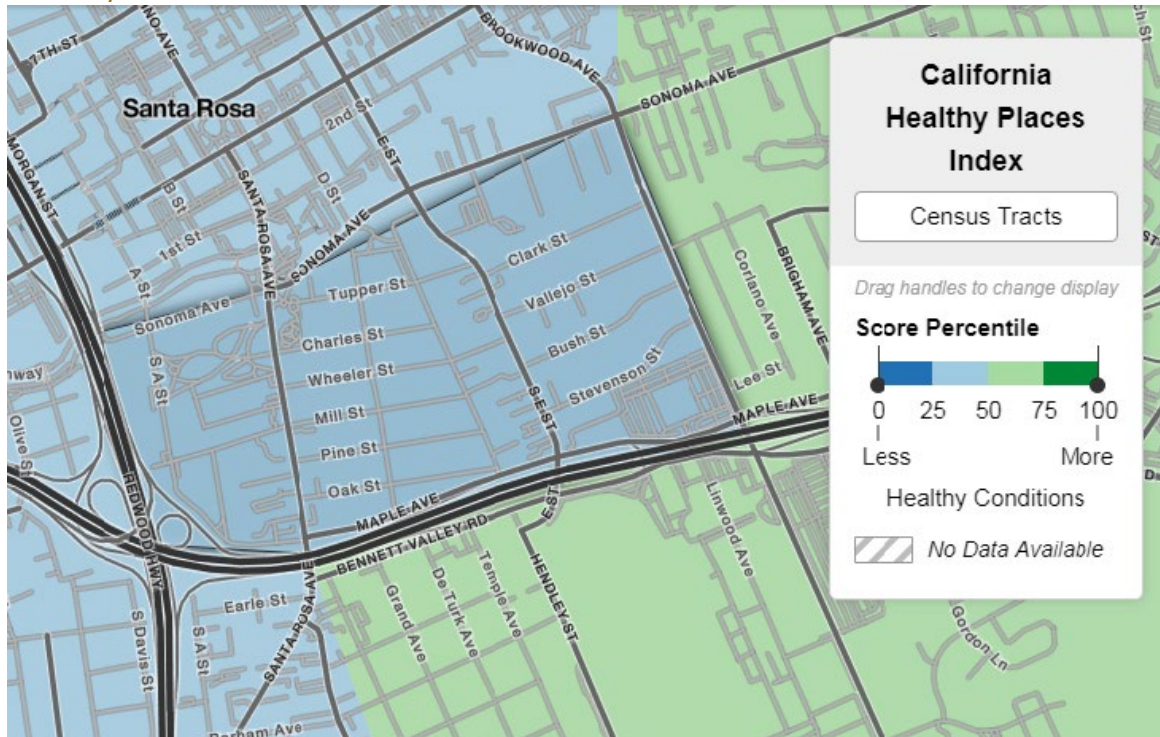 7TH ST
NO AVE
BROOKWOOD AVE
SONOMA AVE
Santa Rosa
2nd St
E ST
MORGAN ST
B St
SANTA ROSA AVE
D St
1st St
SONOMA AVE
A St
Sonoma Ave
Tupper St
Clark St
Vallejo St
Charles St
Bush St
Wheeler St
S A St
Stevenson St
S E ST
Mill St
Pine St
Oak St
MAPLE AVE
Olive St
REDWOOD HWY
BENNETT VALLEY RD
E ST
Coriano Ave
BRIGHAM AVE
Lee St
MAPLE AVE
Linwood Ave
HENDLEY ST
Temple Ave
De Turk Ave
Grand Ave
Earle St
SANTA ROSA AVE
S A St
S Davis St
Gordon Ln
California
Healthy Places
Index
Census Tracts
Drag handles to change display
Score Percentile
0 25 50 75 100
Less More
Healthy Conditions
No Data Available